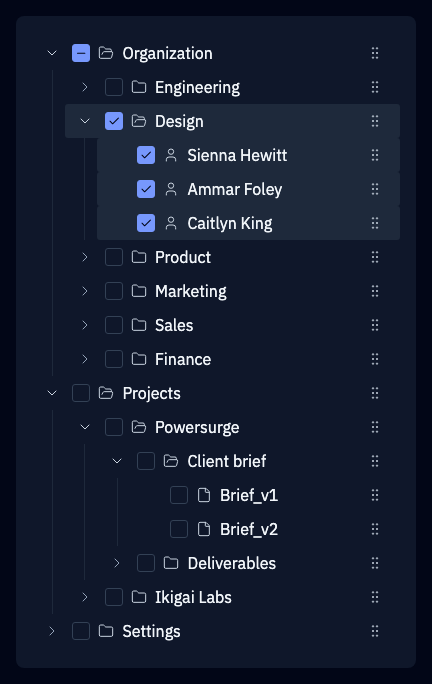 Organization
Engineering
Design
Sienna Hewitt
Ammar Foley
Caitlyn King
Product
Marketing
Sales
Finance
Projects
Powersurge
Client brief
Brief_v1
Brief_v2
Deliverables
Ikigai Labs
Settings